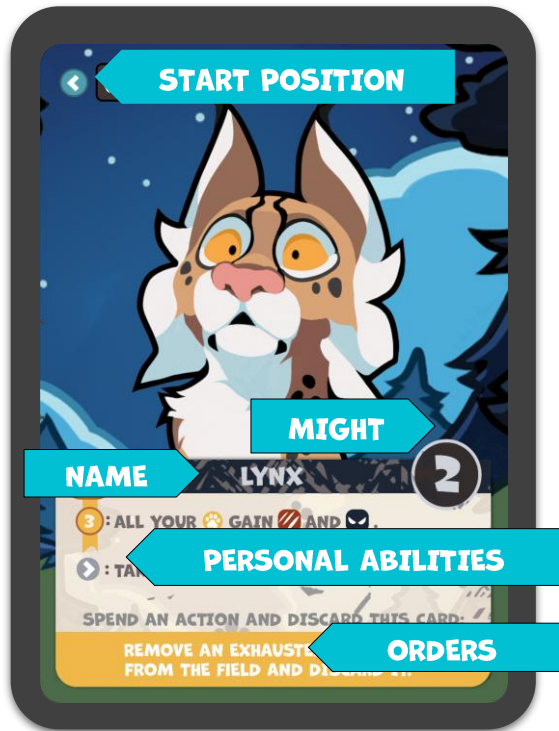 START POSITION
MIGHT
NAME
LYNX
2
3 : ALL YOUR GAIN AND .
PERSONAL ABILITIES
:
SPEND AN ACTION AND DISCARD THIS CARD:
REMOVE AN
ORDERS
FROM THE FIELD AND DISCARD IT.